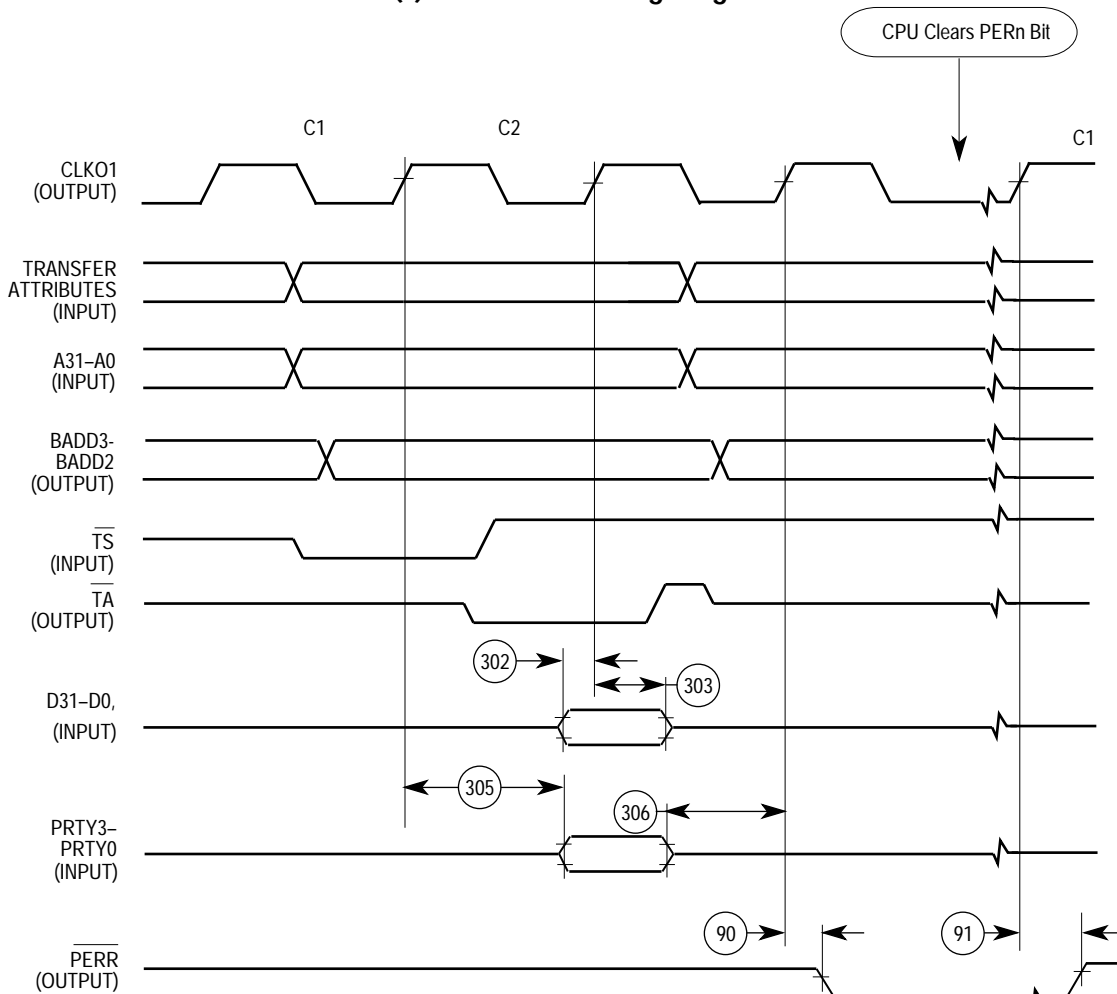 CPU Clears PERn Bit
C1
C2
C1
CLKO1
(OUTPUT)
TRANSFER
ATTRIBUTES
(INPUT)
A31–A0
(INPUT)
BADD3-
BADD2
(OUTPUT)
TS
(INPUT)
TA
(OUTPUT)
302
303
D31–D0,
(INPUT)
305
306
PRTY3–
PRTY0
(INPUT)
90
91
PERR
(OUTPUT)